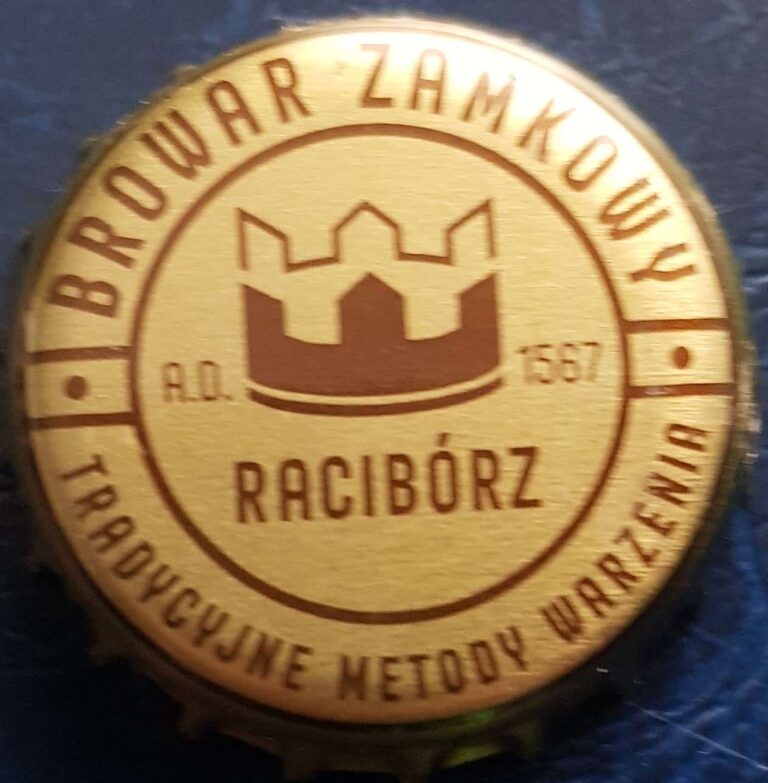 BROWAR ZAMKOWY
A.D. 1567
RACIBÓRZ
TRADYCYJNE METODY WARZENIA